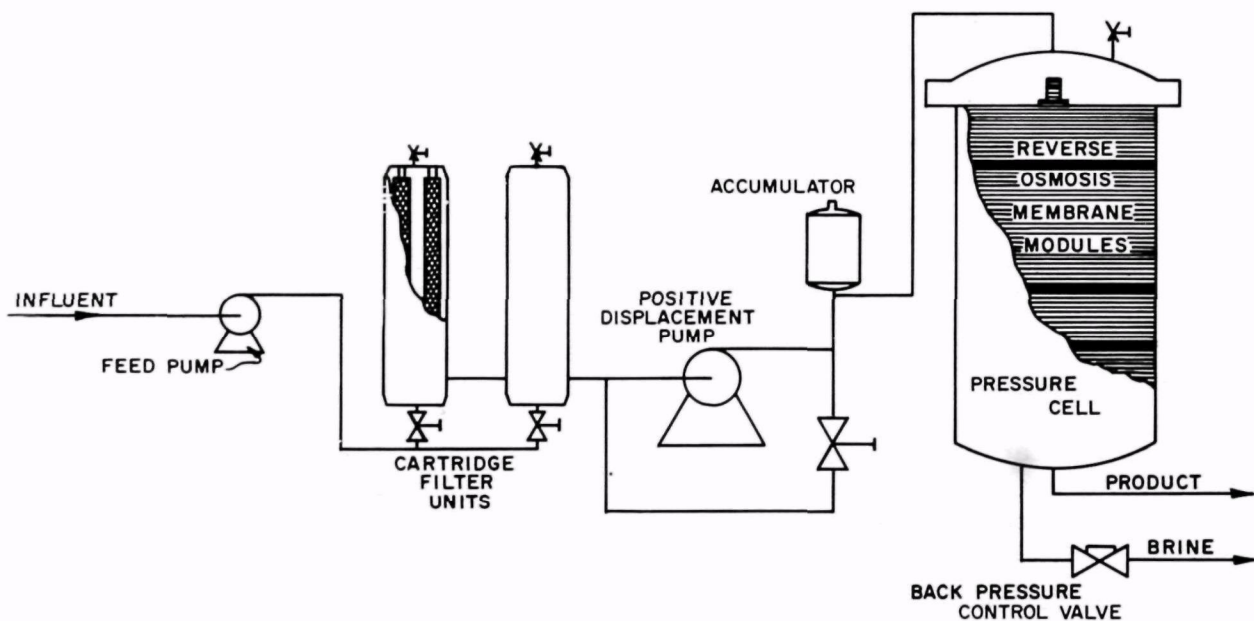 INFLUENT
FEED PUMP
CARTRIDGE
FILTER
UNITS
POSITIVE
DISPLACEMENT
PUMP
ACCUMULATOR
REVERSE
OSMOSIS
MEMBRANE
MODULES
PRESSURE
CELL
PRODUCT
BRINE
BACK PRESSURE
CONTROL VALVE